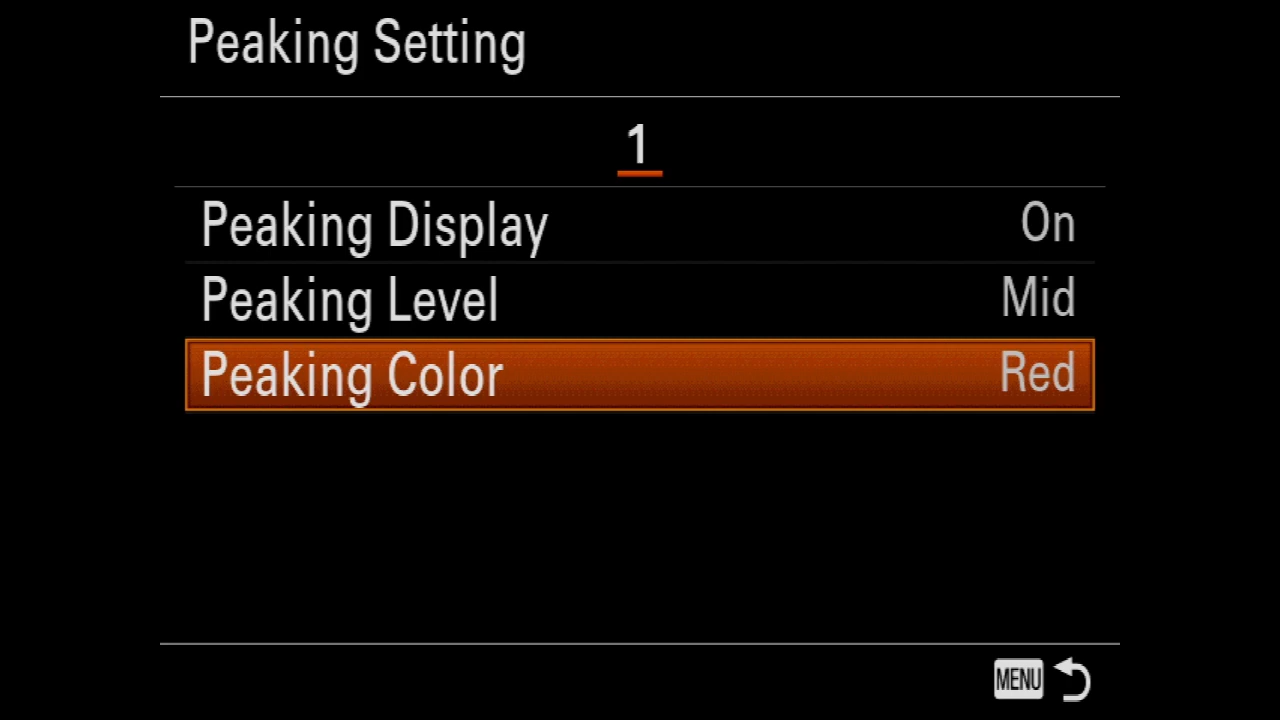 Peaking Setting
1
Peaking Display On
Peaking Level Mid
Peaking Color Red
MENU